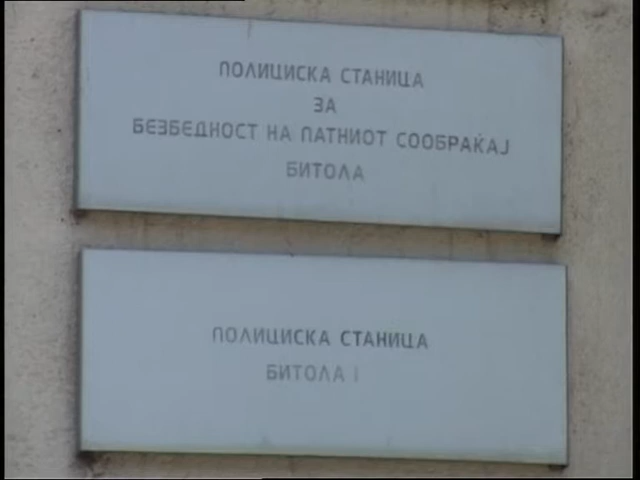 ПОЛИЦИСКА СТАНИЦА
ЗА
БЕЗБЕДНОСТ НА ПАТНИОТ СООБРАЌАЈ
БИТОЛА
ПОЛИЦИСКА СТАНИЦА
БИТОЛА I